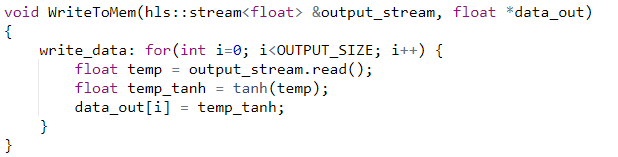 void WriteToMem(hls::stream<float> &output_stream, float *data_out)
{
    write_data: for(int i=0; i<OUTPUT_SIZE; i++) {
        float temp = output_stream.read();
        float temp_tanh = tanh(temp);
        data_out[i] = temp_tanh;
    }
}